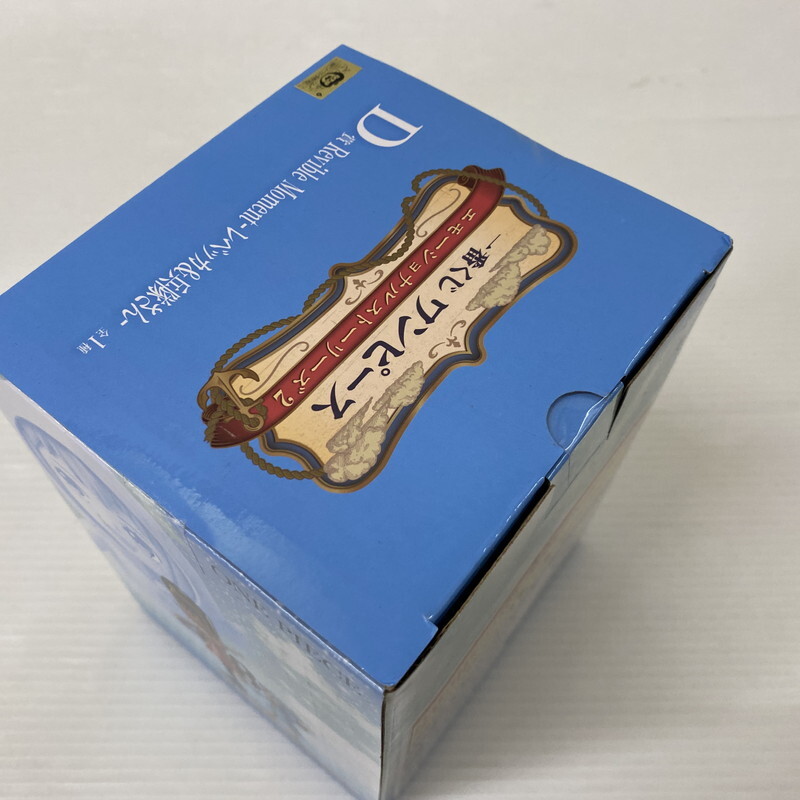 一番くじ ワンピース
エモーショナルストーリーズ2
D賞 Revible Moment-レベッカ&兵隊さん- 全1種
ONE PIECE